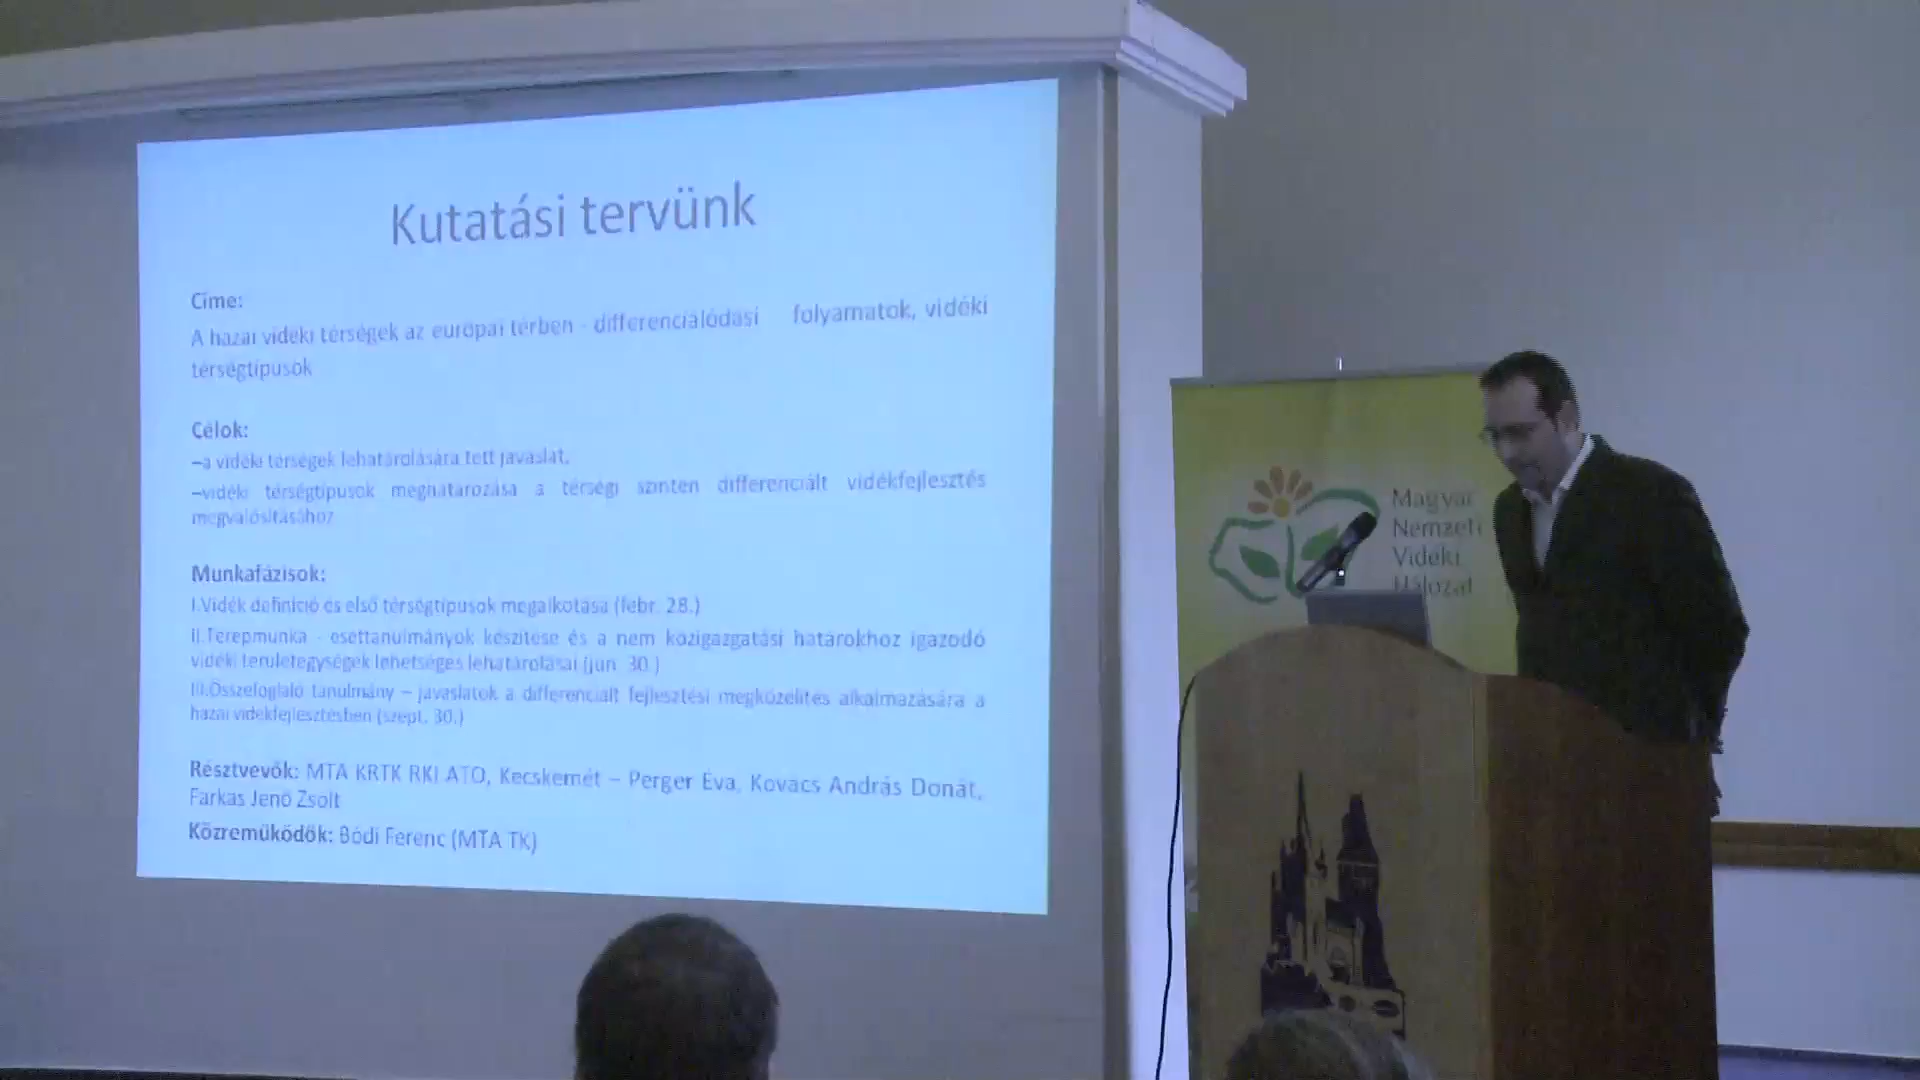 Kutatási tervünk
Címe:
A hazai vidéki térségek az európai térben - differenciálódási folyamatok, vidéki
térségtípusok
Célok:
–a vidéki térségek lehatárolására tett javaslat,
–vidéki térségtípusok meghatározása a térségi szinten differenciált vidékfejlesztés
megvalósításához
Munkafázisok:
I.Vidék definíció és első térségtípusok megalkotása (febr. 28.)
II.Terepmunka - esettanulmányok készítése és a nem közigazgatási határokhoz igazodó
vidéki területegységek lehetséges lehatárolásai (jún. 30.)
III.Összefoglaló tanulmány – javaslatok a differenciált fejlesztési megközelítés alkalmazására a
hazai vidékfejlesztésben (szept. 30.)
Résztvevők: MTA KRTK RKI ATO, Kecskemét – Perger Éva, Kovács András Donát,
Farkas Jenő Zsolt
Közreműködők: Bódi Ferenc (MTA TK)
Magyar
Nemzeti
Vidéki
Hálózat